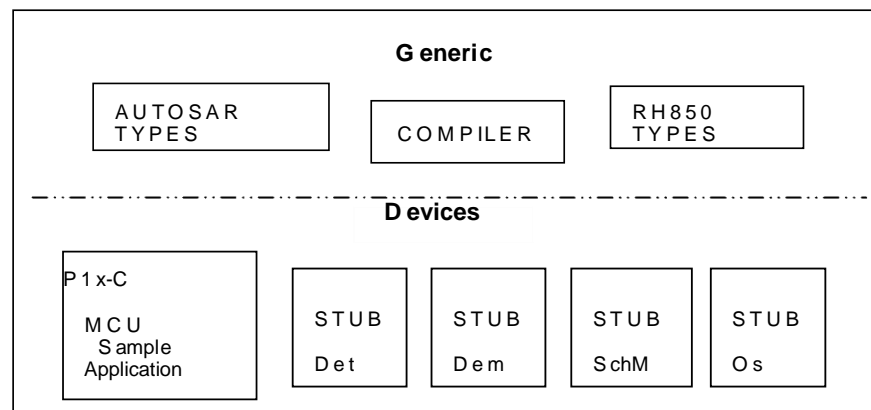 Generic
AUTOSAR
TYPES
COMPILER
RH850
TYPES
Devices
P1x-C
MCU
Sample
Application
STUB
Det
STUB
Dem
STUB
SchM
STUB
Os